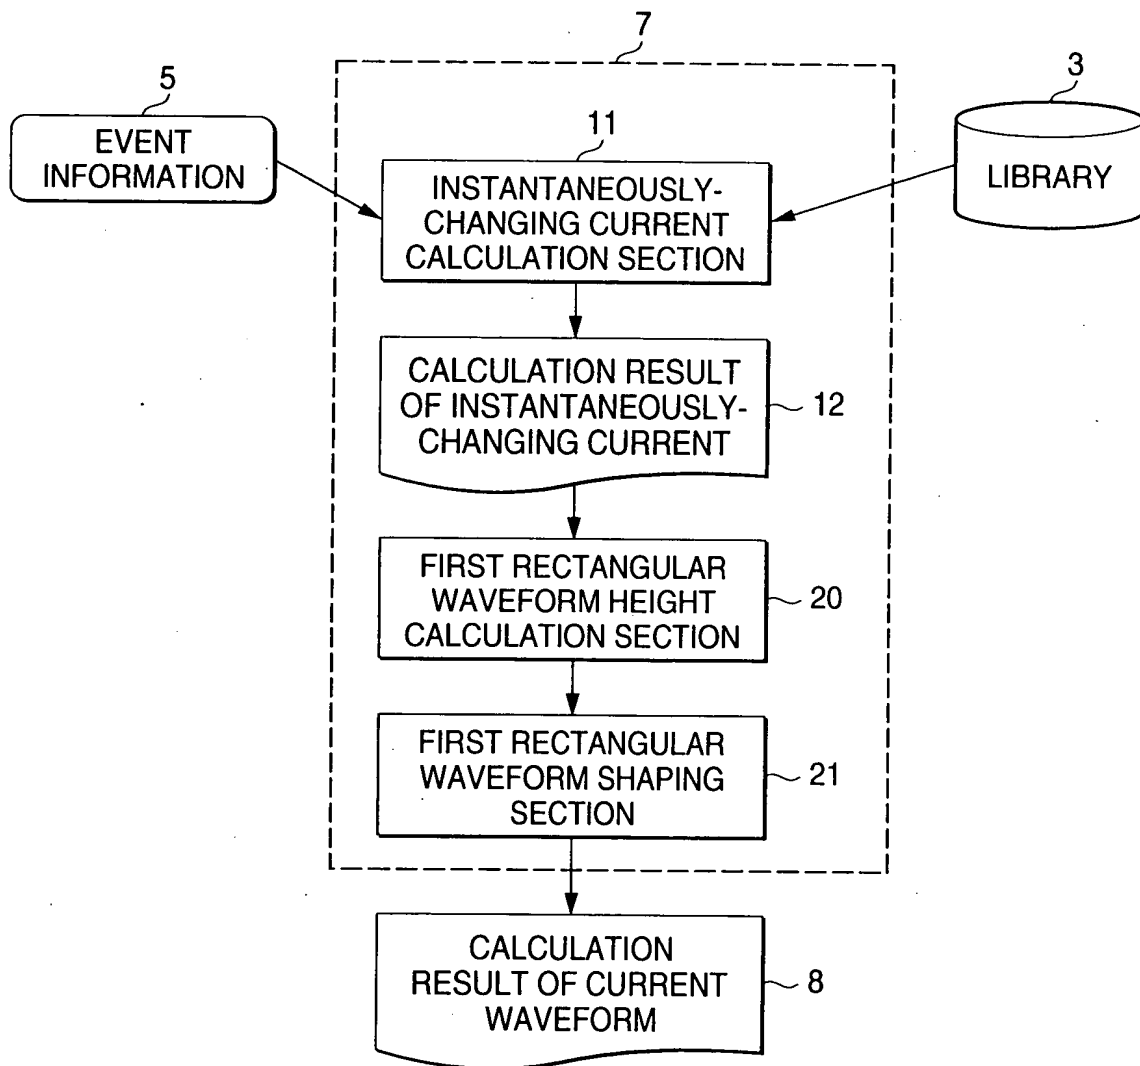 7
5
3
EVENT
INFORMATION
11
LIBRARY
INSTANTANEOUSLY-
CHANGING CURRENT
CALCULATION SECTION
CALCULATION RESULT
OF INSTANTANEOUSLY-
CHANGING CURRENT
12
FIRST RECTANGULAR
WAVEFORM HEIGHT
CALCULATION SECTION
20
FIRST RECTANGULAR
WAVEFORM SHAPING
SECTION
21
CALCULATION
RESULT OF CURRENT
WAVEFORM
8